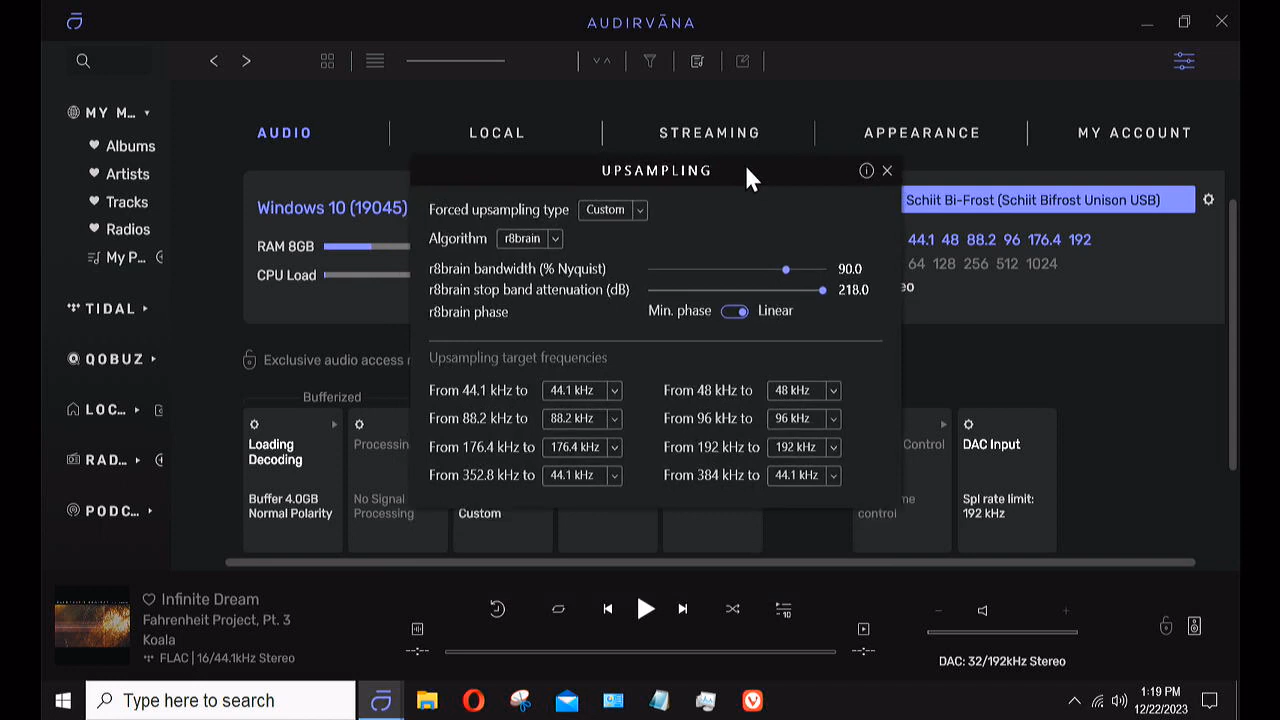 AUDIRVĀNA
MY M...
Albums
Artists
Tracks
Radios
My P...
TIDAL
QOBUZ
LOC...
RAD...
PODC...
AUDIO
LOCAL
STREAMING
APPEARANCE
MY ACCOUNT
Windows 10 (19045)
RAM 8GB
CPU Load
Schiit Bi-Frost (Schiit Bifrost Unison USB)
44.1 48 88.2 96 176.4 192
64 128 256 512 1024
eo
UPSAMPLING
Forced upsampling type Custom
Algorithm r8brain
r8brain bandwidth (% Nyquist) 90.0
r8brain stop band attenuation (dB) 218.0
r8brain phase Min. phase Linear
Upsampling target frequencies
From 44.1 kHz to 44.1 kHz From 48 kHz to 48 kHz
From 88.2 kHz to 88.2 kHz From 96 kHz to 96 kHz
From 176.4 kHz to 176.4 kHz From 192 kHz to 192 kHz
From 352.8 kHz to 44.1 kHz From 384 kHz to 44.1 kHz
Exclusive audio access
Bufferized
Loading
Decoding
Buffer 4.0GB
Normal Polarity
Processin
No Signal
Processing
Custom
Control
me
control
DAC Input
Spl rate limit:
192 kHz
Infinite Dream
Fahrenheit Project, Pt. 3
Koala
FLAC | 16/44.1kHz Stereo
10
DAC: 32/192kHz Stereo
Type here to search
1:19 PM
12/22/2023